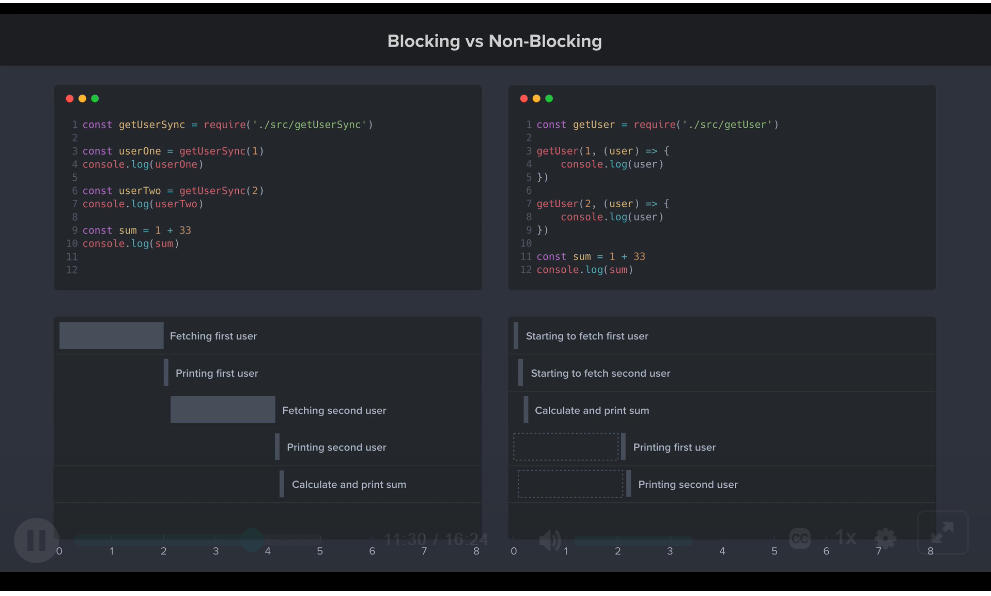 Blocking vs Non-Blocking
1 const getUserSync = require('./src/getUserSync')
2
3 const userOne = getUserSync(1)
4 console.log(userOne)
5
6 const userTwo = getUserSync(2)
7 console.log(userTwo)
8
9 const sum = 1 + 33
10 console.log(sum)
11
12
1 const getUser = require('./src/getUser')
2
3 getUser(1, (user) => {
4     console.log(user)
5 })
6
7 getUser(2, (user) => {
8     console.log(user)
9 })
10
11 const sum = 1 + 33
12 console.log(sum)
Fetching first user
Printing first user
Fetching second user
Printing second user
Calculate and print sum
0 1 2 3 4 5 6 7 8
Starting to fetch first user
Starting to fetch second user
Calculate and print sum
Printing first user
Printing second user
0 1 2 3 4 5 6 7 8
11:30 / 16:24
CC
1x